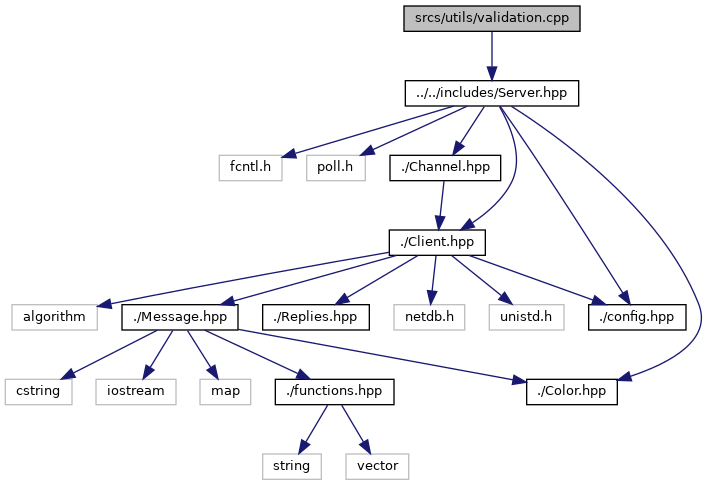 srcs/utils/validation.cpp
../../includes/Server.hpp
fcntl.h
poll.h
./Channel.hpp
./Client.hpp
algorithm
./Message.hpp
./Replies.hpp
netdb.h
unistd.h
./config.hpp
cstring
iostream
map
./functions.hpp
./Color.hpp
string
vector